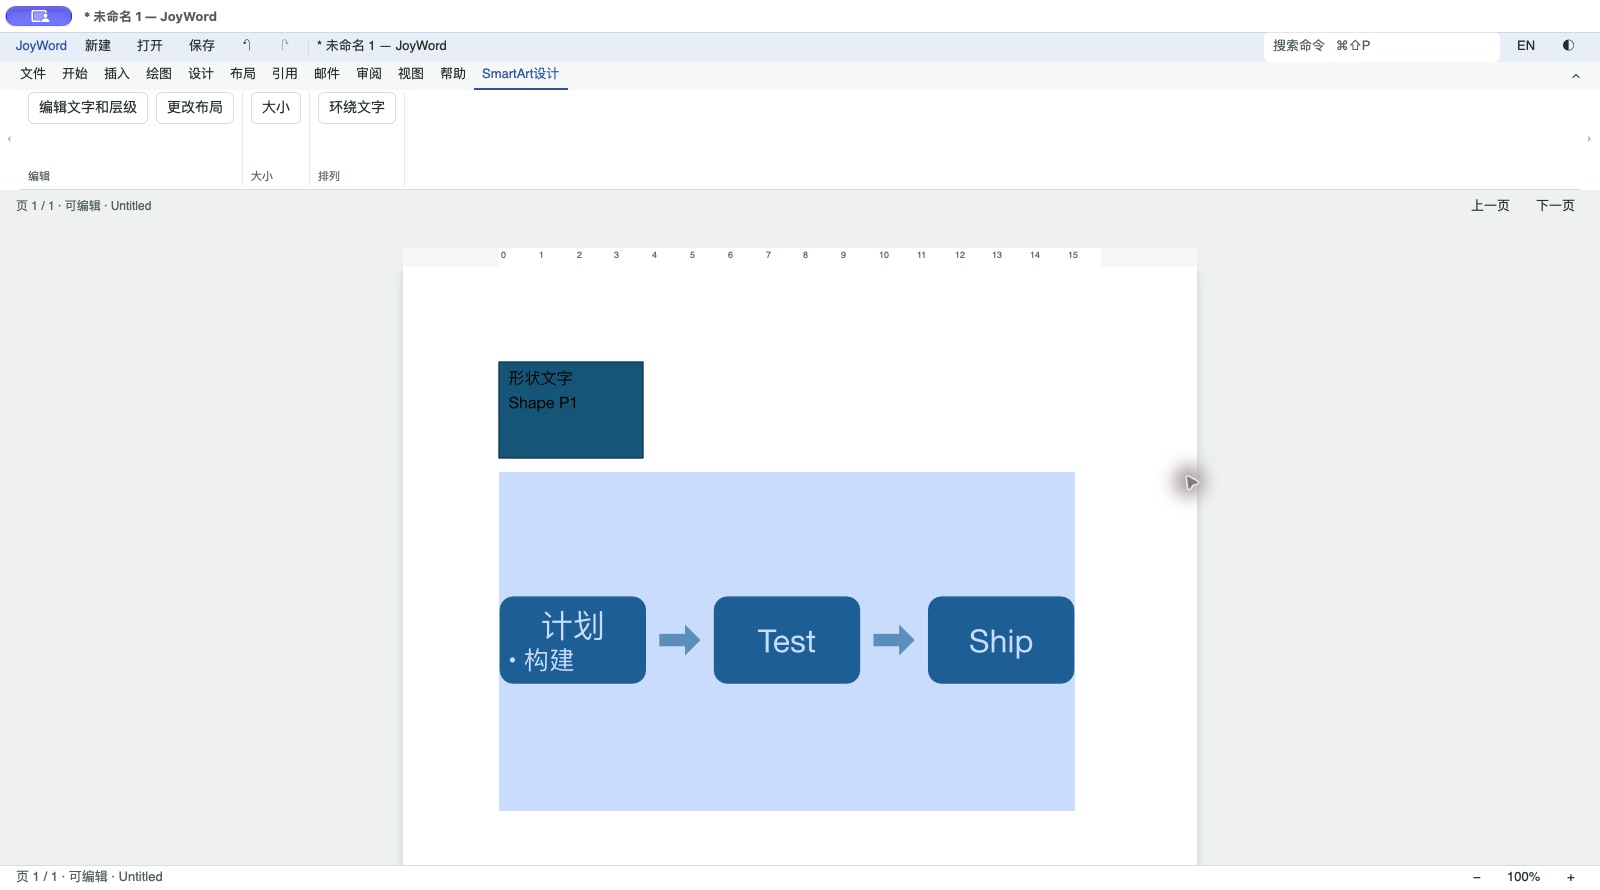 * 未命名 1 — JoyWord
JoyWord 新建 打开 保存 * 未命名 1 — JoyWord 搜索命令 ⌘⇧P EN
文件 开始 插入 绘图 设计 布局 引用 邮件 审阅 视图 帮助 SmartArt设计
编辑文字和层级 更改布局 大小 环绕文字
编辑 大小 排列
页 1 / 1 · 可编辑 · Untitled 上一页 下一页
0 1 2 3 4 5 6 7 8 9 10 11 12 13 14 15
形状文字
Shape P1
计划
• 构建
Test
Ship
页 1 / 1 · 可编辑 · Untitled − 100% +